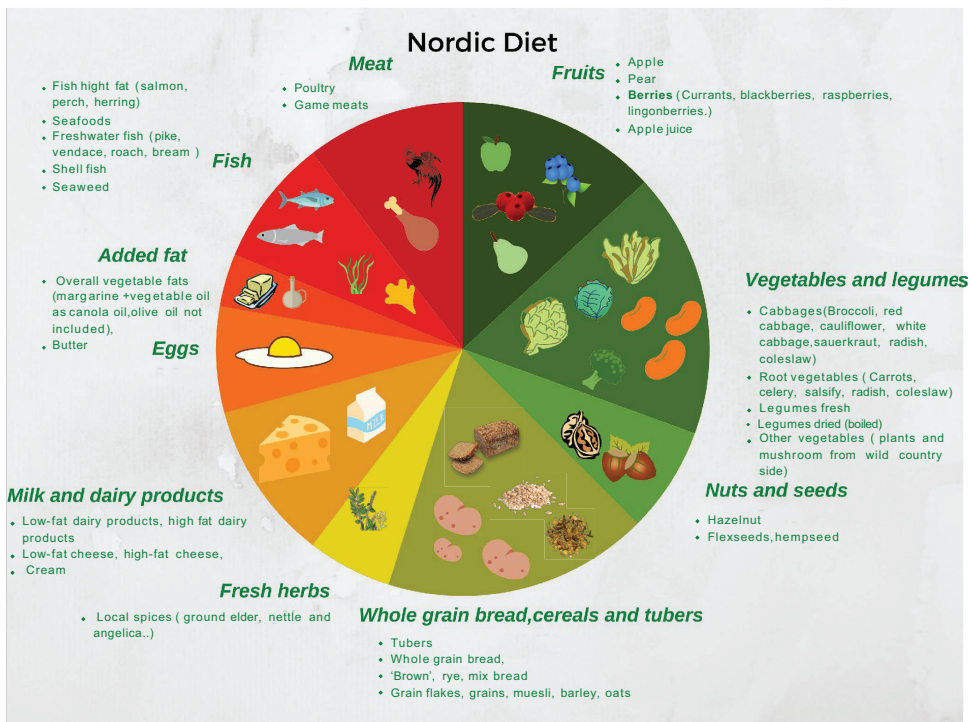 Nordic Diet
Meat
Poultry
Game meats
Fruits
Apple
Pear
Berries (Currants, blackberries, raspberries,
lingonberries.)
Apple juice
Fish hight fat (salmon,
perch, herring)
Seafoods
Freshwater fish (pike,
vendace, roach, bream )
Shell fish
Seaweed
Fish
Added fat
Overall vegetable fats
(margarine +vegetable oil
as canola oil,olive oil not
included),
Butter
Eggs
Vegetables and legumes
Cabbages(Broccoli, red
cabbage, cauliflower, white
cabbage,sauerkraut, radish,
coleslaw)
Root vegetables ( Carrots,
celery, salsify, radish, coleslaw)
Legumes fresh
Legumes dried (boiled)
Other vegetables ( plants and
mushroom from wild country
side)
MILK
Nuts and seeds
Hazelnut
Flexseeds,hempseed
Milk and dairy products
Low-fat dairy products, high fat dairy
products
Low-fat cheese, high-fat cheese,
Cream
Fresh herbs
Local spices ( ground elder, nettle and
angelica..)
Whole grain bread,cereals and tubers
Tubers
Whole grain bread,
‘Brown’, rye, mix bread
Grain flakes, grains, muesli, barley, oats